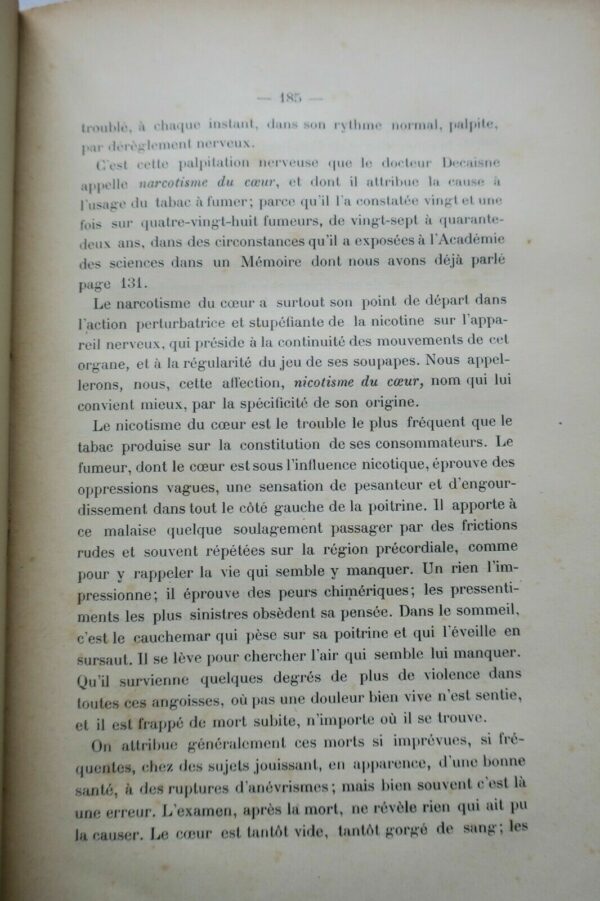 — 185 —
troublé, à chaque instant, dans son rythme normal, palpite,
par dérèglement nerveux.
C'est cette palpitation nerveuse que le docteur Decaisne
appelle narcotisme du cœur, et dont il attribue la cause à
l'usage du tabac à fumer; parce qu'il l'a constatée vingt et une
fois sur quatre-vingt-huit fumeurs, de vingt-sept à quarante-
deux ans, dans des circonstances qu'il a exposées à l'Académie
des sciences dans un Mémoire dont nous avons déjà parlé
page 131.
Le narcotisme du cœur a surtout son point de départ dans
l'action perturbatrice et stupéfiante de la nicotine sur l'appa-
reil nerveux, qui préside à la continuité des mouvements de cet
organe, et à la régularité du jeu de ses soupapes. Nous appel-
lerons, nous, cette affection, nicotisme du cœur, nom qui lui
convient mieux, par la spécificité de son origine.
Le nicotisme du cœur est le trouble le plus fréquent que le
tabac produise sur la constitution de ses consommateurs. Le
fumeur, dont le cœur est sous l'influence nicotique, éprouve des
oppressions vagues, une sensation de pesanteur et d'engour-
dissement dans tout le côté gauche de la poitrine. Il apporte à
ce malaise quelque soulagement passager par des frictions
rudes et souvent répétées sur la région précordiale, comme
pour y rappeler la vie qui semble y manquer. Un rien l'im-
pressionne; il éprouve des peurs chimériques; les pressenti-
ments les plus sinistres obsèdent sa pensée. Dans le sommeil,
c'est le cauchemar qui pèse sur sa poitrine et qui l'éveille en
sursaut. Il se lève pour chercher l'air qui semble lui manquer.
Qu'il survienne quelques degrés de plus de violence dans
toutes ces angoisses, où pas une douleur bien vive n'est sentie,
et il est frappé de mort subite, n'importe où il se trouve.
On attribue généralement ces morts si imprévues, si fré-
quentes, chez des sujets jouissant, en apparence, d'une bonne
santé, à des ruptures d'anévrismes; mais bien souvent c'est là
une erreur. L'examen, après la mort, ne révèle rien qui ait pu
la causer. Le cœur est tantôt vide, tantôt gorgé de sang; les